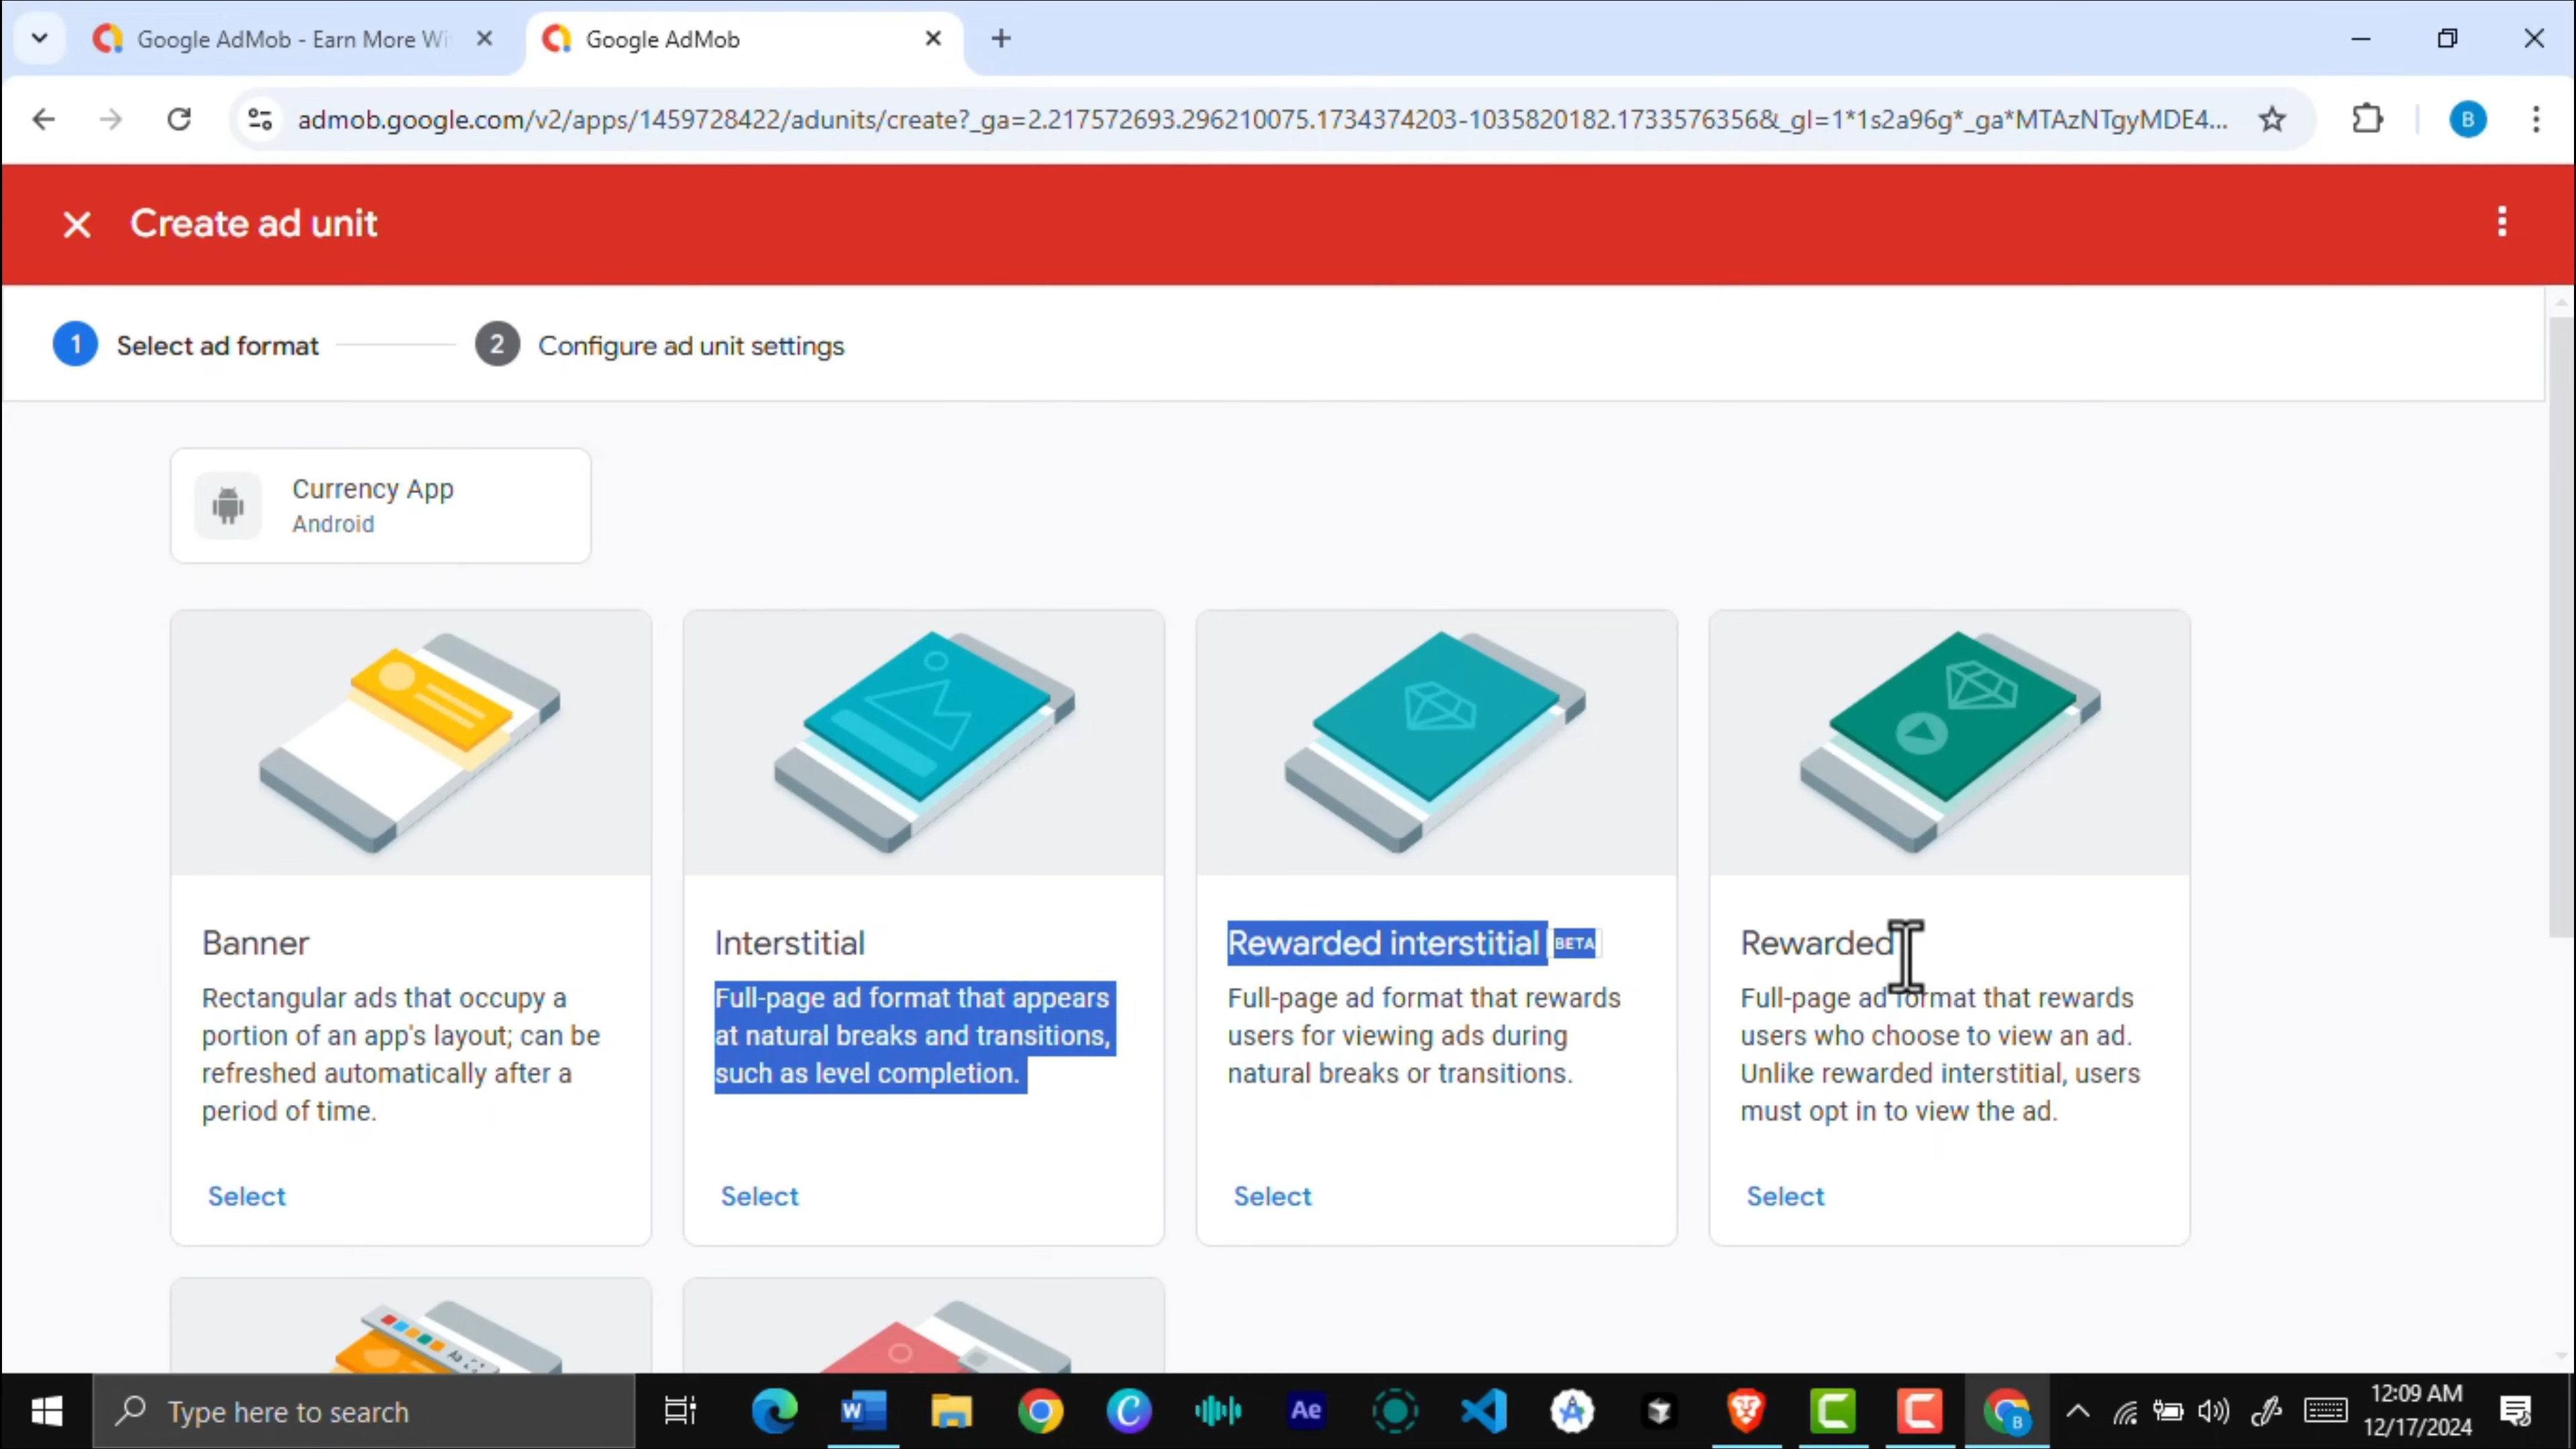 Google AdMob - Earn More Wi
Google AdMob
admob.google.com/v2/apps/1459728422/adunits/create?_ga=2.217572693.296210075.1734374203-1035820182.1733576356&_gl=1*1s2a96g*_ga*MTAzNTgyMDE4...
B
Create ad unit
1 Select ad format
2 Configure ad unit settings
Currency App
Android
Banner
Rectangular ads that occupy a
portion of an app's layout; can be
refreshed automatically after a
period of time.
Select
Interstitial
Full-page ad format that appears
at natural breaks and transitions,
such as level completion.
Select
Rewarded interstitial BETA
Full-page ad format that rewards
users for viewing ads during
natural breaks or transitions.
Select
Rewarded
Full-page ad format that rewards
users who choose to view an ad.
Unlike rewarded interstitial, users
must opt in to view the ad.
Select
Type here to search
W
Ae
B
12:09 AM
12/17/2024